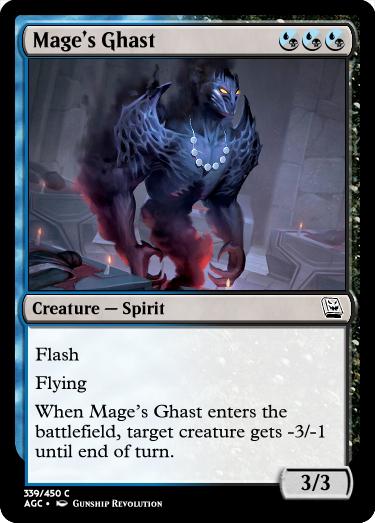 Mage's Ghast
Creature — Spirit
Flash
Flying
When Mage's Ghast enters the
battlefield, target creature gets -3/-1
until end of turn.
3/3
339/450 C
AGC • Gunship Revolution